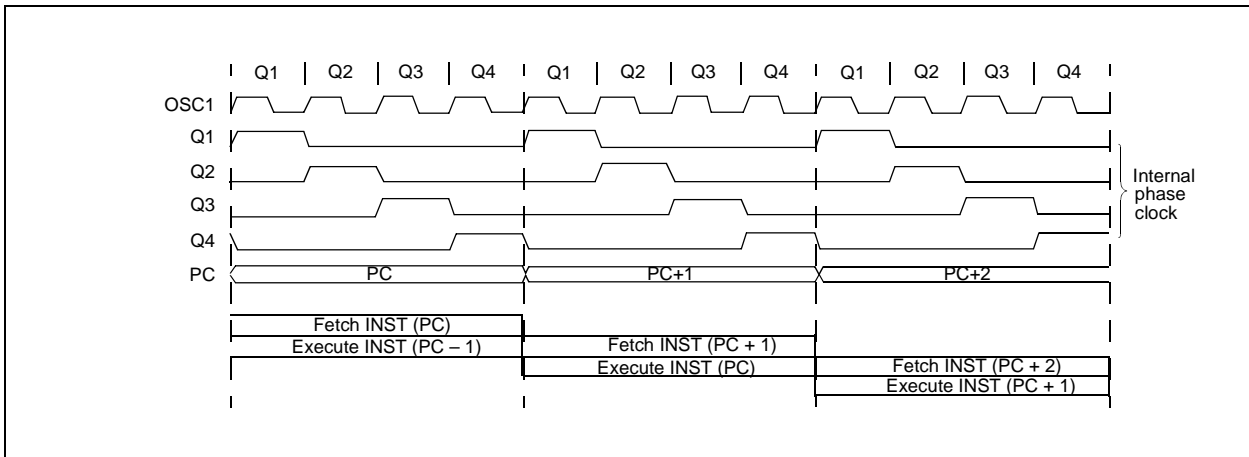 Q1 Q2 Q3 Q4 Q1 Q2 Q3 Q4 Q1 Q2 Q3 Q4
OSC1
Q1
Q2
Q3
Q4
Internal
phase
clock
PC PC PC+1 PC+2
Fetch INST (PC)
Execute INST (PC – 1) Fetch INST (PC + 1)
Execute INST (PC) Fetch INST (PC + 2)
Execute INST (PC + 1)